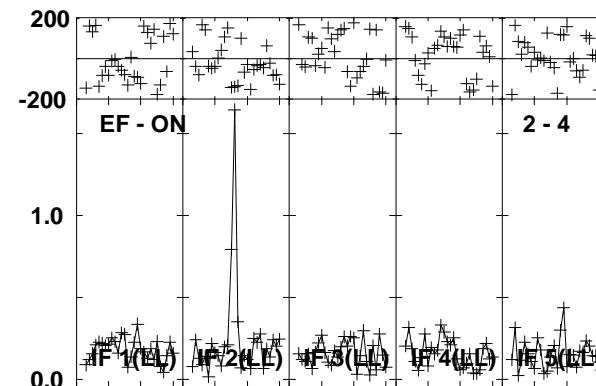 200
-200
EF - ON 2 - 4
1.0
0.0
IF 1(LL) IF 2(LL) IF 3(LL) IF 4(LL) IF 5(LL)